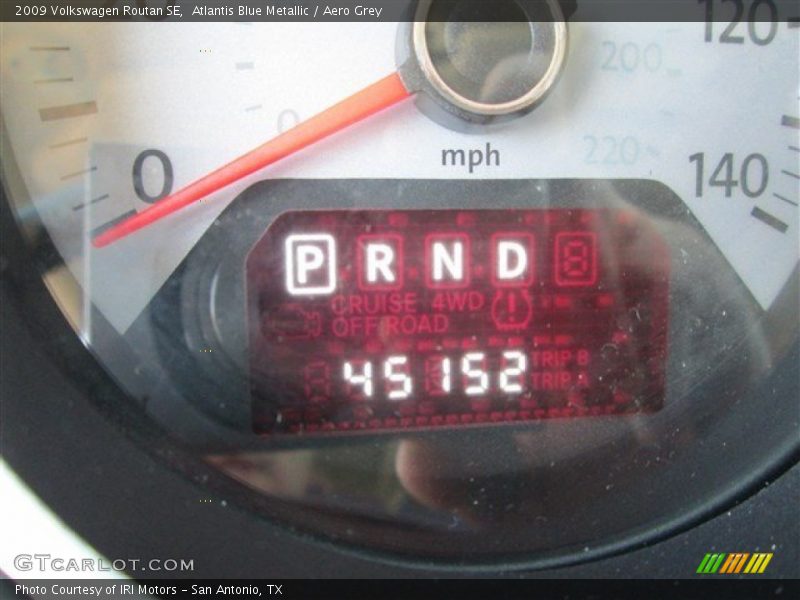 2009 Volkswagen Routan SE,  Atlantis Blue Metallic / Aero Grey
120
200
0
mph
220
0
140
P R N D 8
CRUISE 4WD
OFF ROAD
TRIP B
45152
TRIP A
GTCARLOT.COM
Photo Courtesy of IRI Motors - San Antonio, TX